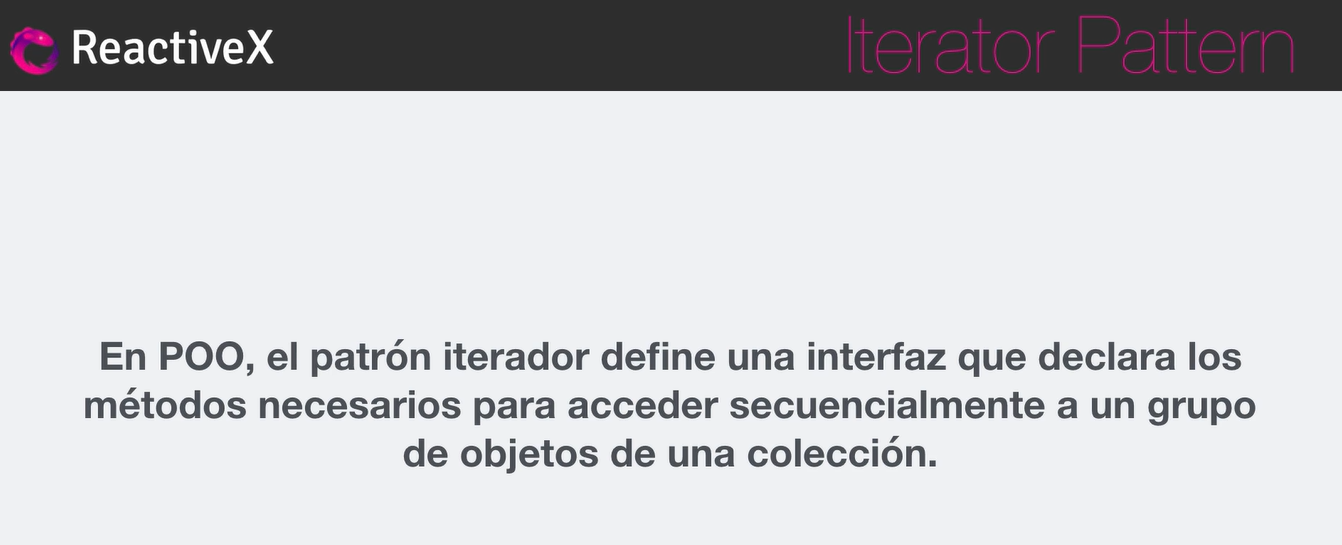 ReactiveX
Iterator Pattern
En POO, el patrón iterador define una interfaz que declara los
métodos necesarios para acceder secuencialmente a un grupo
de objetos de una colección.